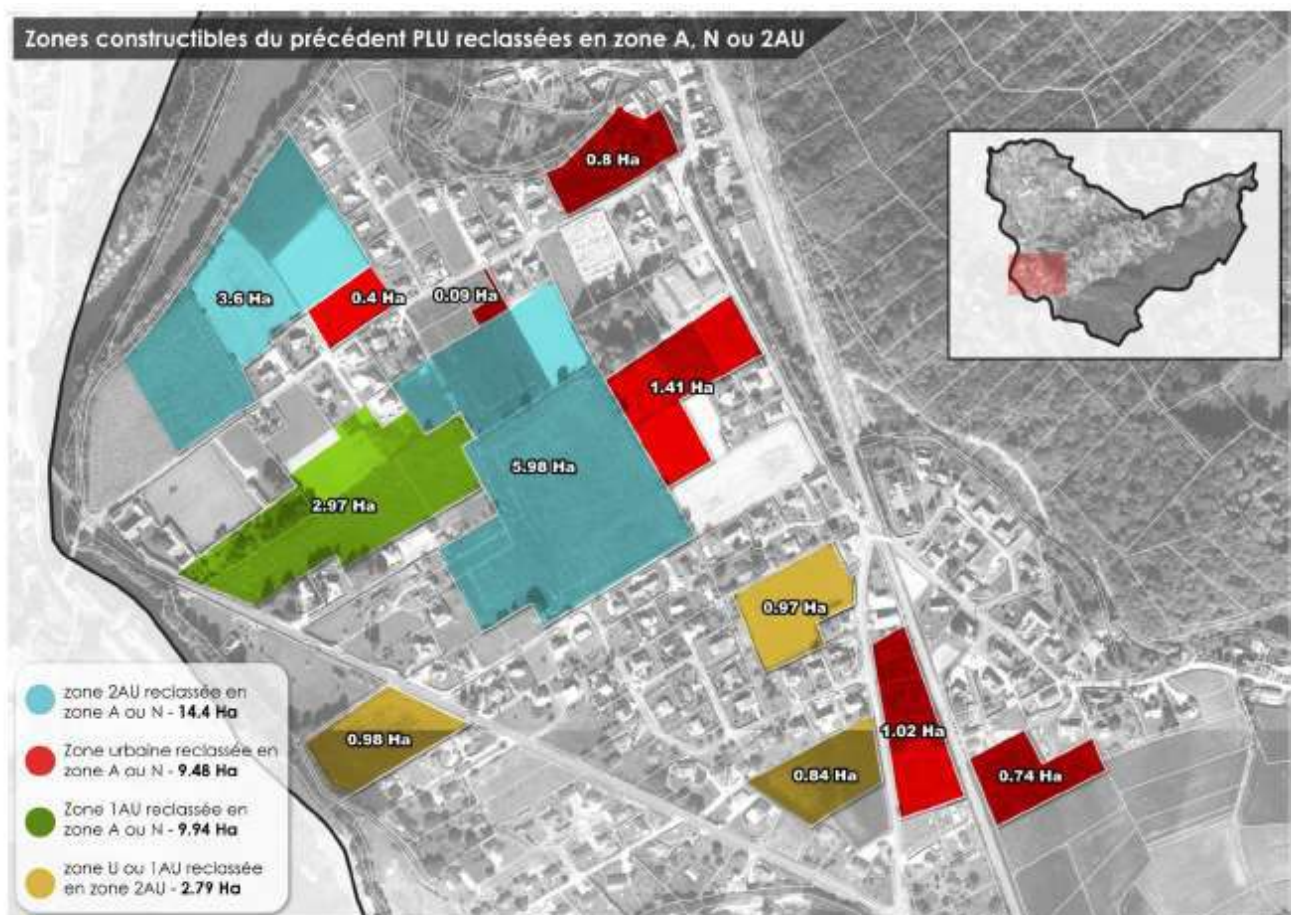 Zones constructibles du précédent PLU reclassées en zone A, N ou 2AU
0.8 Ha
3.6 Ha
0.4 Ha
0.09 Ha
1.41 Ha
5.98 Ha
2.97 Ha
0.97 Ha
0.98 Ha
1.02 Ha
0.84 Ha
0.74 Ha
zone 2AU reclassée en
zone A ou N - 14.4 Ha
Zone urbaine reclassée en
zone A ou N - 9.48 Ha
Zone 1AU reclassée en
zone A ou N - 9.94 Ha
zone U ou 1AU reclassée
en zone 2AU - 2.79 Ha